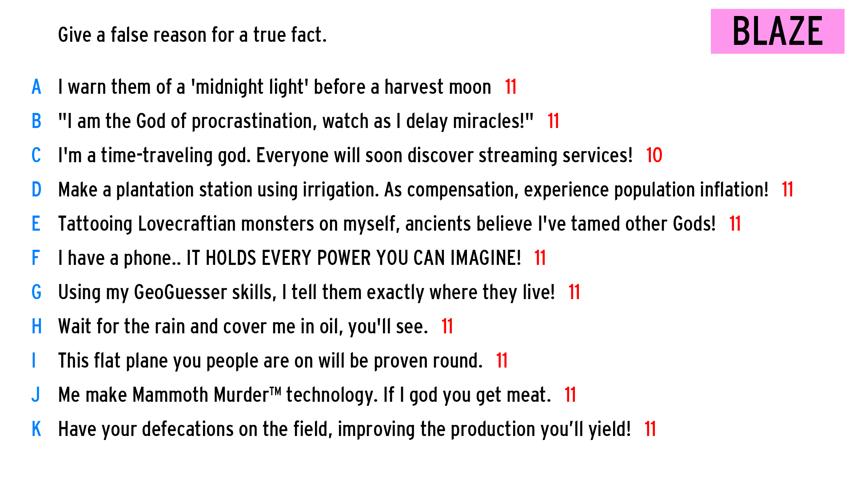 Give a false reason for a true fact.
BLAZE
A I warn them of a 'midnight light' before a harvest moon 11
B "I am the God of procrastination, watch as I delay miracles!" 11
C I'm a time-traveling god. Everyone will soon discover streaming services! 10
D Make a plantation station using irrigation. As compensation, experience population inflation! 11
E Tattooing Lovecraftian monsters on myself, ancients believe I've tamed other Gods! 11
F I have a phone.. IT HOLDS EVERY POWER YOU CAN IMAGINE! 11
G Using my GeoGuesser skills, I tell them exactly where they live! 11
H Wait for the rain and cover me in oil, you'll see. 11
I This flat plane you people are on will be proven round. 11
J Me make Mammoth Murder™ technology. If I god you get meat. 11
K Have your defecations on the field, improving the production you’ll yield! 11